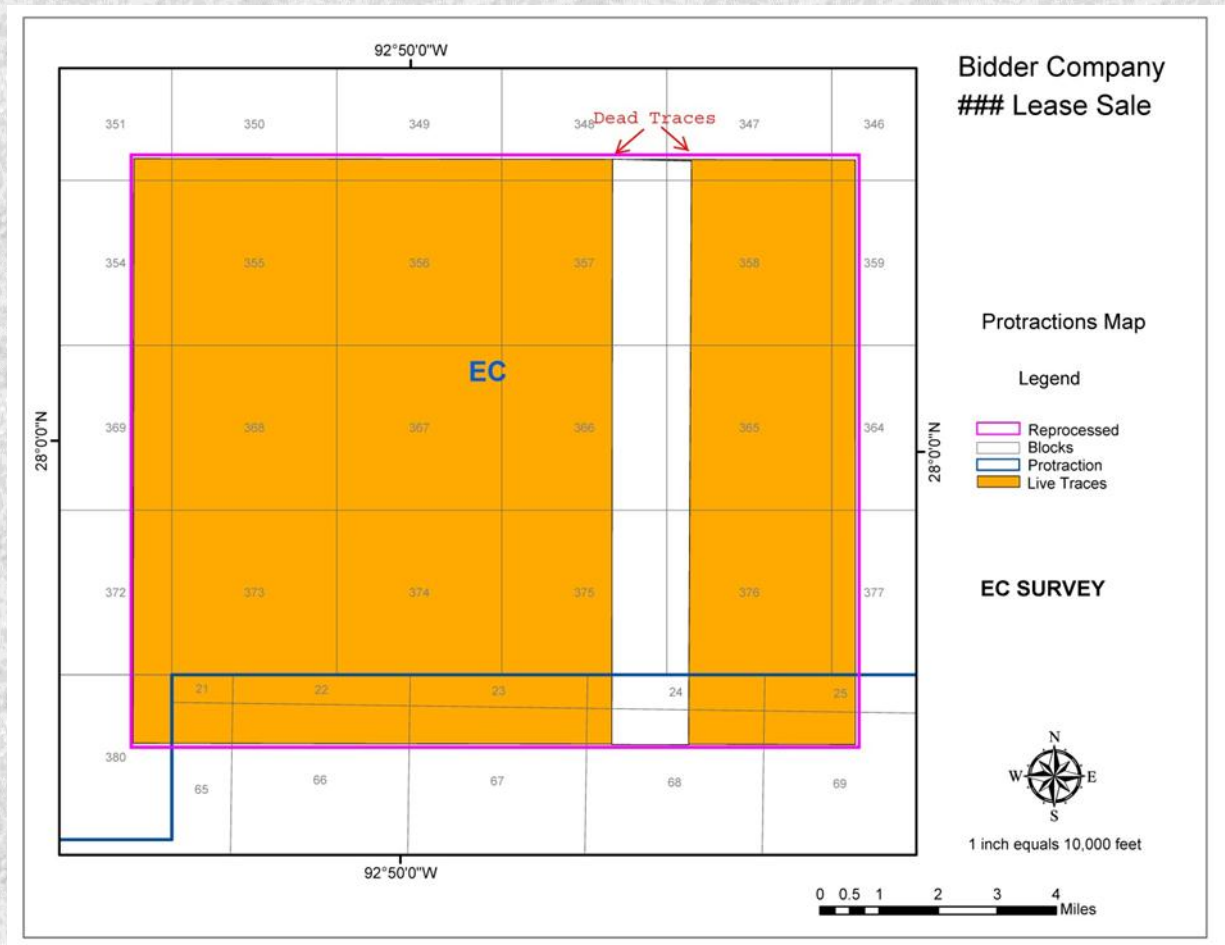 92°50'0"W
Bidder Company
### Lease Sale
351 350 349 348 347 346
Dead Traces
354 355 356 357 358 359
Protractions Map
EC
Legend
28°0'0"N
369 368 367 366 365 364
28°0'0"N
Reprocessed
Blocks
Protraction
Live Traces
372 373 374 375 376 377
EC SURVEY
21 22 23 24 25
380
65 66 67 68 69
N
W E
S
1 inch equals 10,000 feet
92°50'0"W
0 0.5 1 2 3 4
Miles